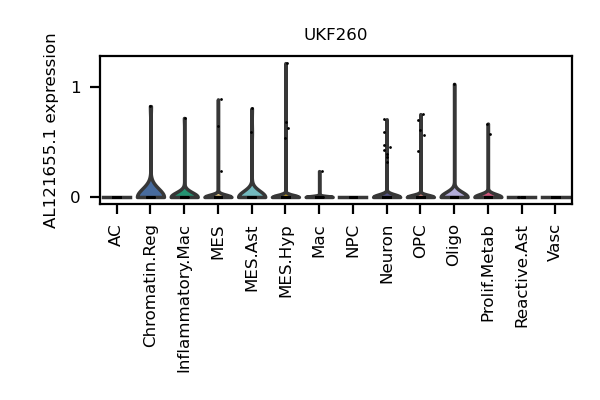 UKF260
AL121655.1 expression
1
0
AC
Chromatin.Reg
Inflammatory.Mac
MES
MES.Ast
MES.Hyp
Mac
NPC
Neuron
OPC
Oligo
Prolif.Metab
Reactive.Ast
Vasc